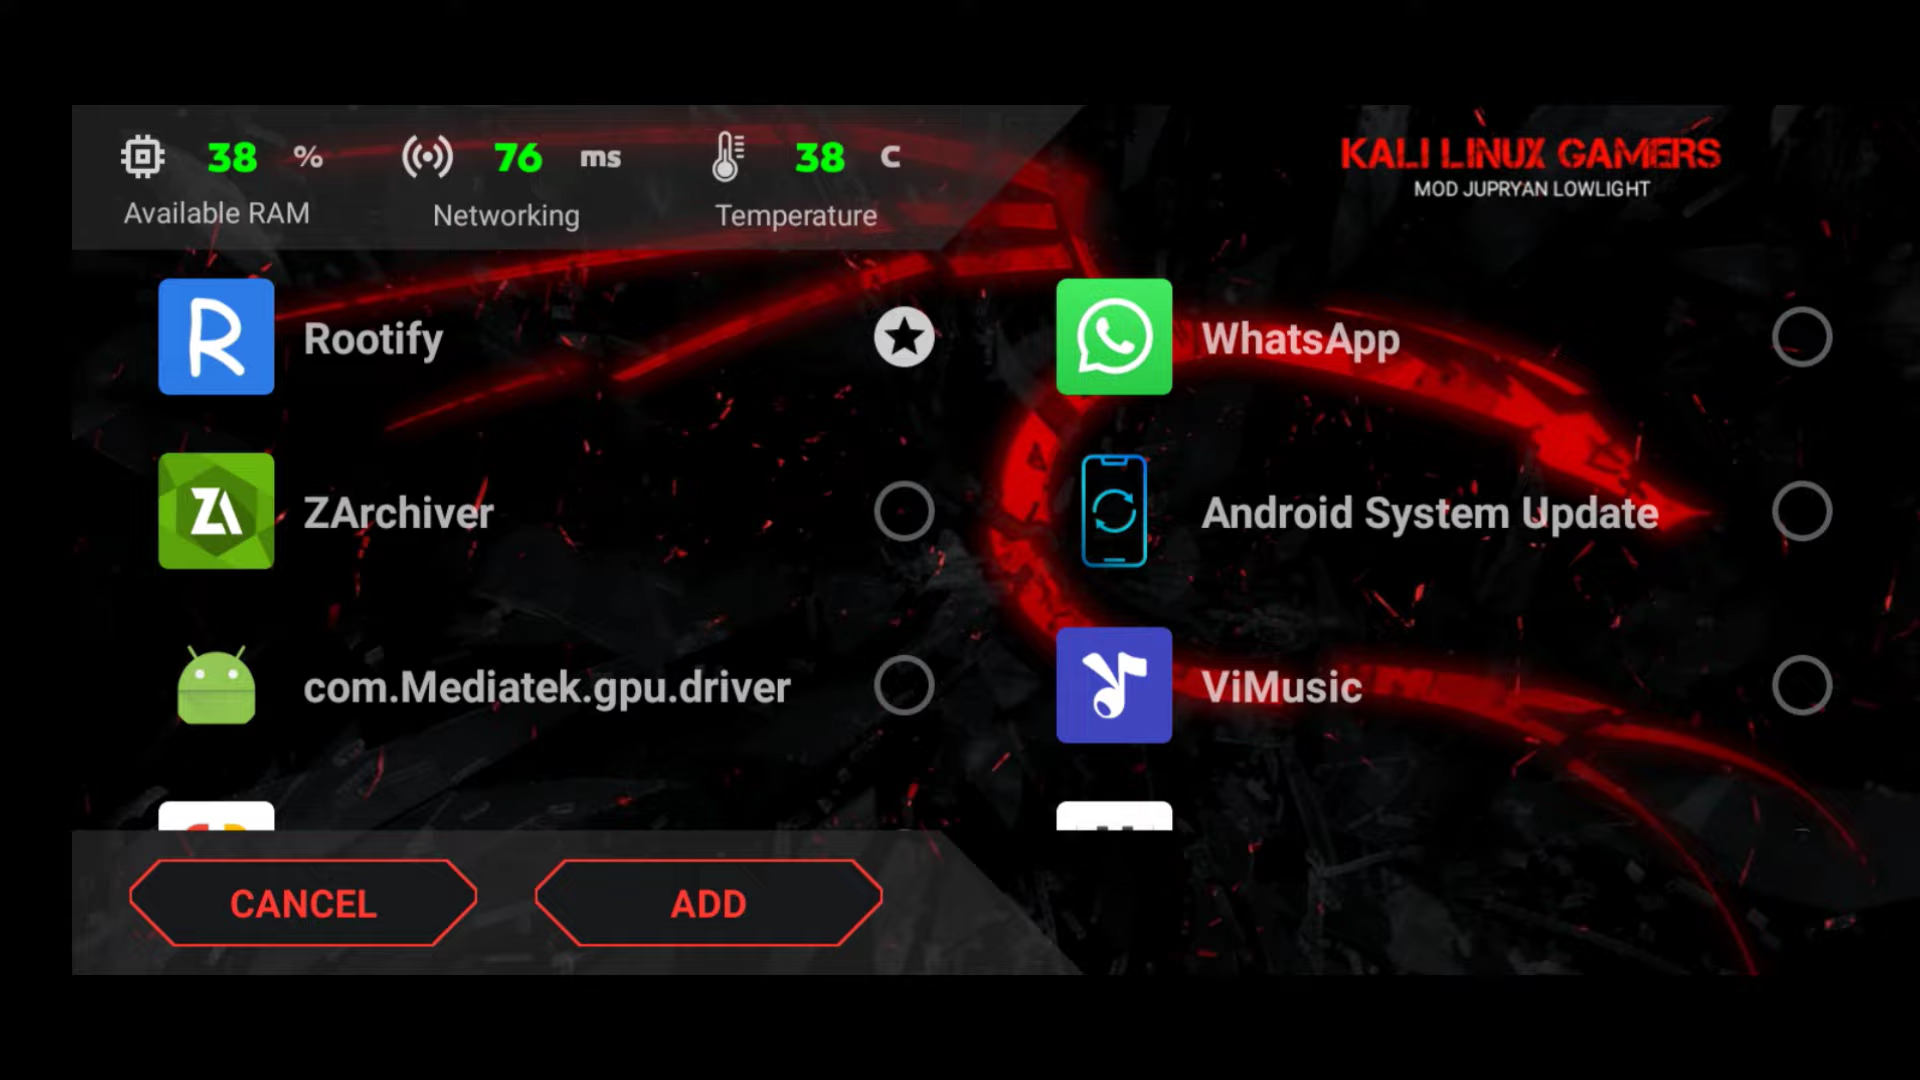 38 %
Available RAM
76 ms
Networking
38 C
Temperature
KALI LINUX GAMERS
MOD JUPRYAN LOWLIGHT
Rootify
WhatsApp
ZArchiver
Android System Update
com.Mediatek.gpu.driver
ViMusic
CANCEL
ADD